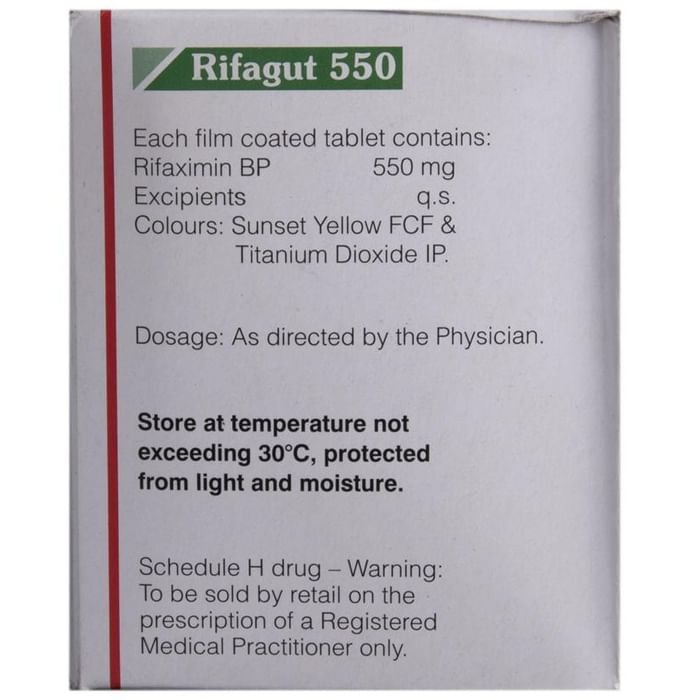 Rifagut 550
Each film coated tablet contains:
Rifaximin BP 550 mg
Excipients q.s.
Colours: Sunset Yellow FCF &
Titanium Dioxide IP.
Dosage: As directed by the Physician.
Store at temperature not
exceeding 30°C, protected
from light and moisture.
Schedule H drug – Warning:
To be sold by retail on the
prescription of a Registered
Medical Practitioner only.